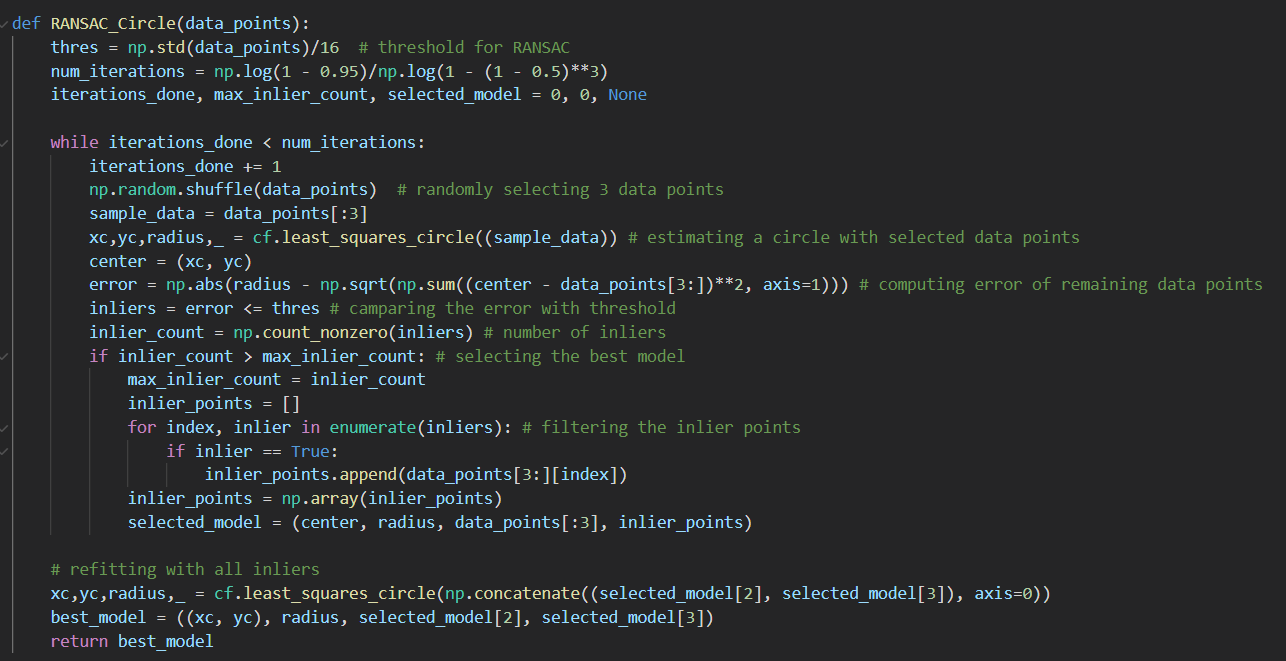 def RANSAC_Circle(data_points):
    thres = np.std(data_points)/16  # threshold for RANSAC
    num_iterations = np.log(1 - 0.95)/np.log(1 - (1 - 0.5)**3)
    iterations_done, max_inlier_count, selected_model = 0, 0, None

    while iterations_done < num_iterations:
        iterations_done += 1
        np.random.shuffle(data_points)  # randomly selecting 3 data points
        sample_data = data_points[:3]
        xc,yc,radius,_ = cf.least_squares_circle((sample_data)) # estimating a circle with selected data points
        center = (xc, yc)
        error = np.abs(radius - np.sqrt(np.sum((center - data_points[3:])**2, axis=1))) # computing error of remaining data points
        inliers = error <= thres # camparing the error with threshold
        inlier_count = np.count_nonzero(inliers) # number of inliers
        if inlier_count > max_inlier_count: # selecting the best model
            max_inlier_count = inlier_count
            inlier_points = []
            for index, inlier in enumerate(inliers): # filtering the inlier points
                if inlier == True:
                    inlier_points.append(data_points[3:][index])
            inlier_points = np.array(inlier_points)
            selected_model = (center, radius, data_points[:3], inlier_points)

    # refitting with all inliers
    xc,yc,radius,_ = cf.least_squares_circle(np.concatenate((selected_model[2], selected_model[3]), axis=0))
    best_model = ((xc, yc), radius, selected_model[2], selected_model[3])
    return best_model